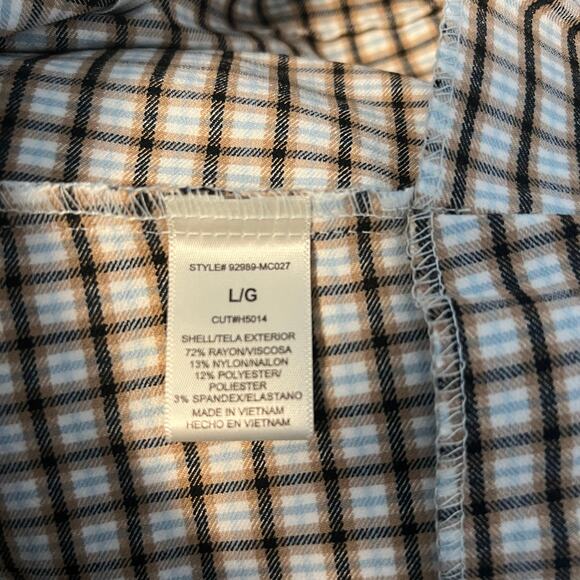 STYLE# 92989-MC027
L/G
CUT#H5014
SHELL/TELA EXTERIOR
72% RAYON/VISCOSA
13% NYLON/NAILON
12% POLYESTER/
POLIESTER
3% SPANDEX/ELASTANO
MADE IN VIETNAM
HECHO EN VIETNAM